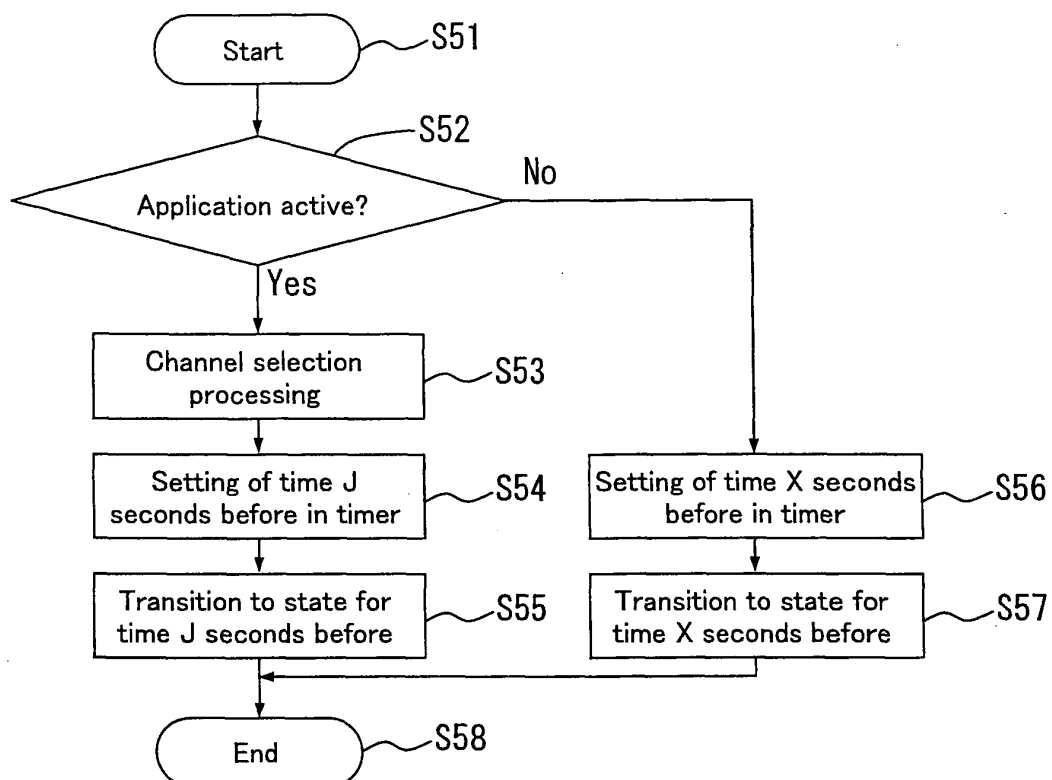 Start
S51
S52
Application active?
No
Yes
Channel selection
processing
S53
Setting of time J
seconds before in timer
S54
Setting of time X seconds
before in timer
S56
Transition to state for
time J seconds before
S55
Transition to state for
time X seconds before
S57
End
S58